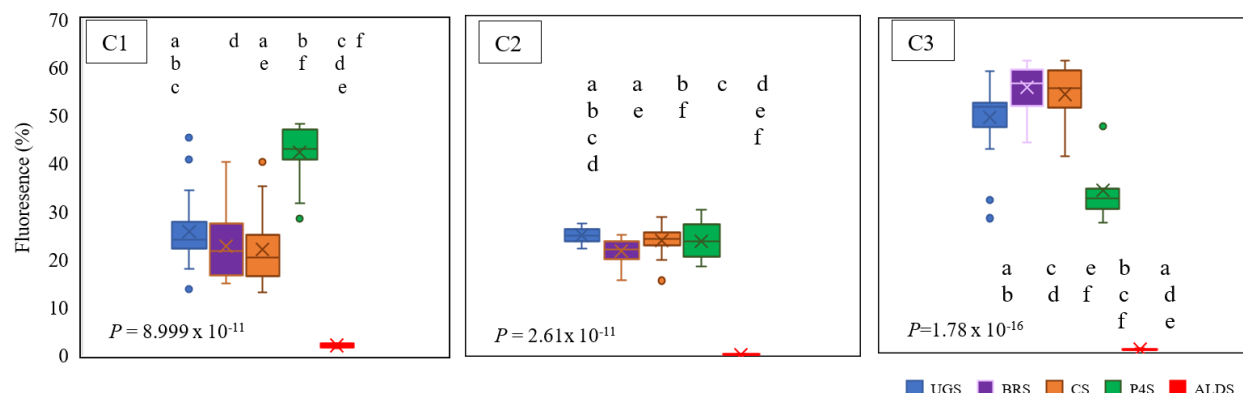 70
60
50
40
30
20
10
0
Fluoresence (%)
C1
a d a b c f
b e f d
c e
P = 8.999 x 10-11
C2
a a b c d
b e f e
c f
d
P = 2.61x 10-11
C3
a c e b a
b d f c d
f e
P=1.78 x 10-16
UGS BRS CS P4S ALDS